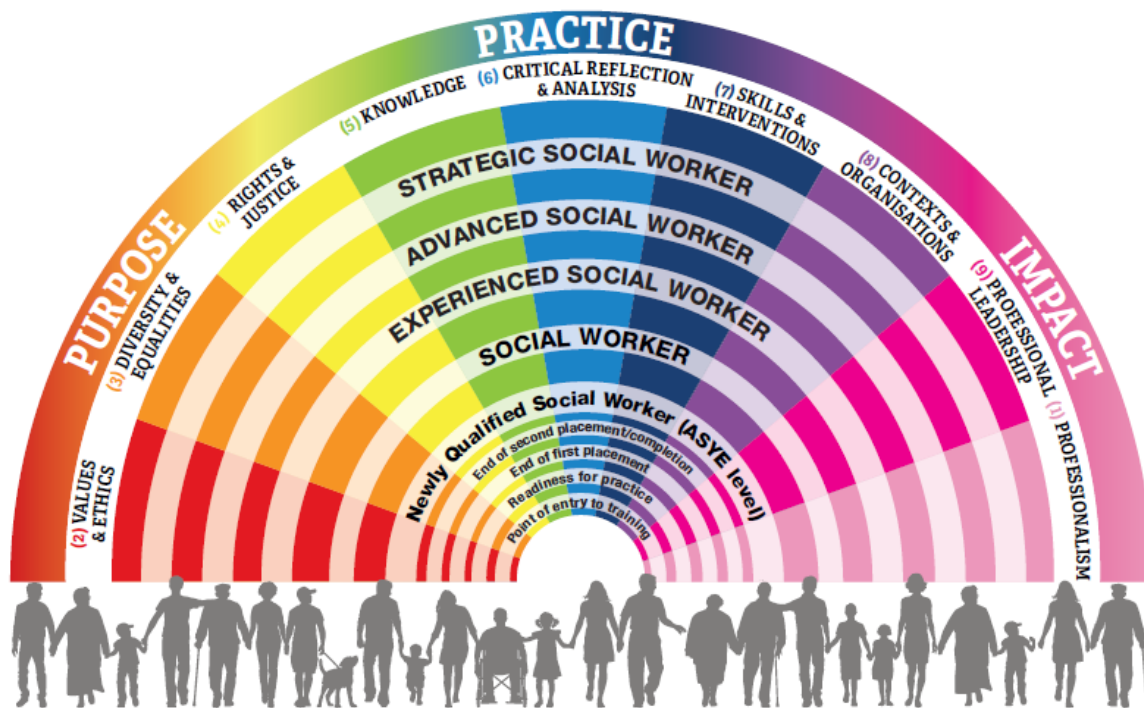 PURPOSE
PRACTICE
IMPACT
(2) VALUES
& ETHICS
(3) DIVERSITY &
EQUALITIES
(4) RIGHTS &
JUSTICE
(5) KNOWLEDGE
(6) CRITICAL REFLECTION
& ANALYSIS
(7) SKILLS &
INTERVENTIONS
(8) CONTEXTS &
ORGANISATIONS
(9) PROFESSIONAL
LEADERSHIP
(1) PROFESSIONALISM
STRATEGIC SOCIAL WORKER
ADVANCED SOCIAL WORKER
EXPERIENCED SOCIAL WORKER
SOCIAL WORKER
Newly Qualified Social Worker (ASYE level)
End of second placement/completion
End of first placement
Readiness for practice
Point of entry to training